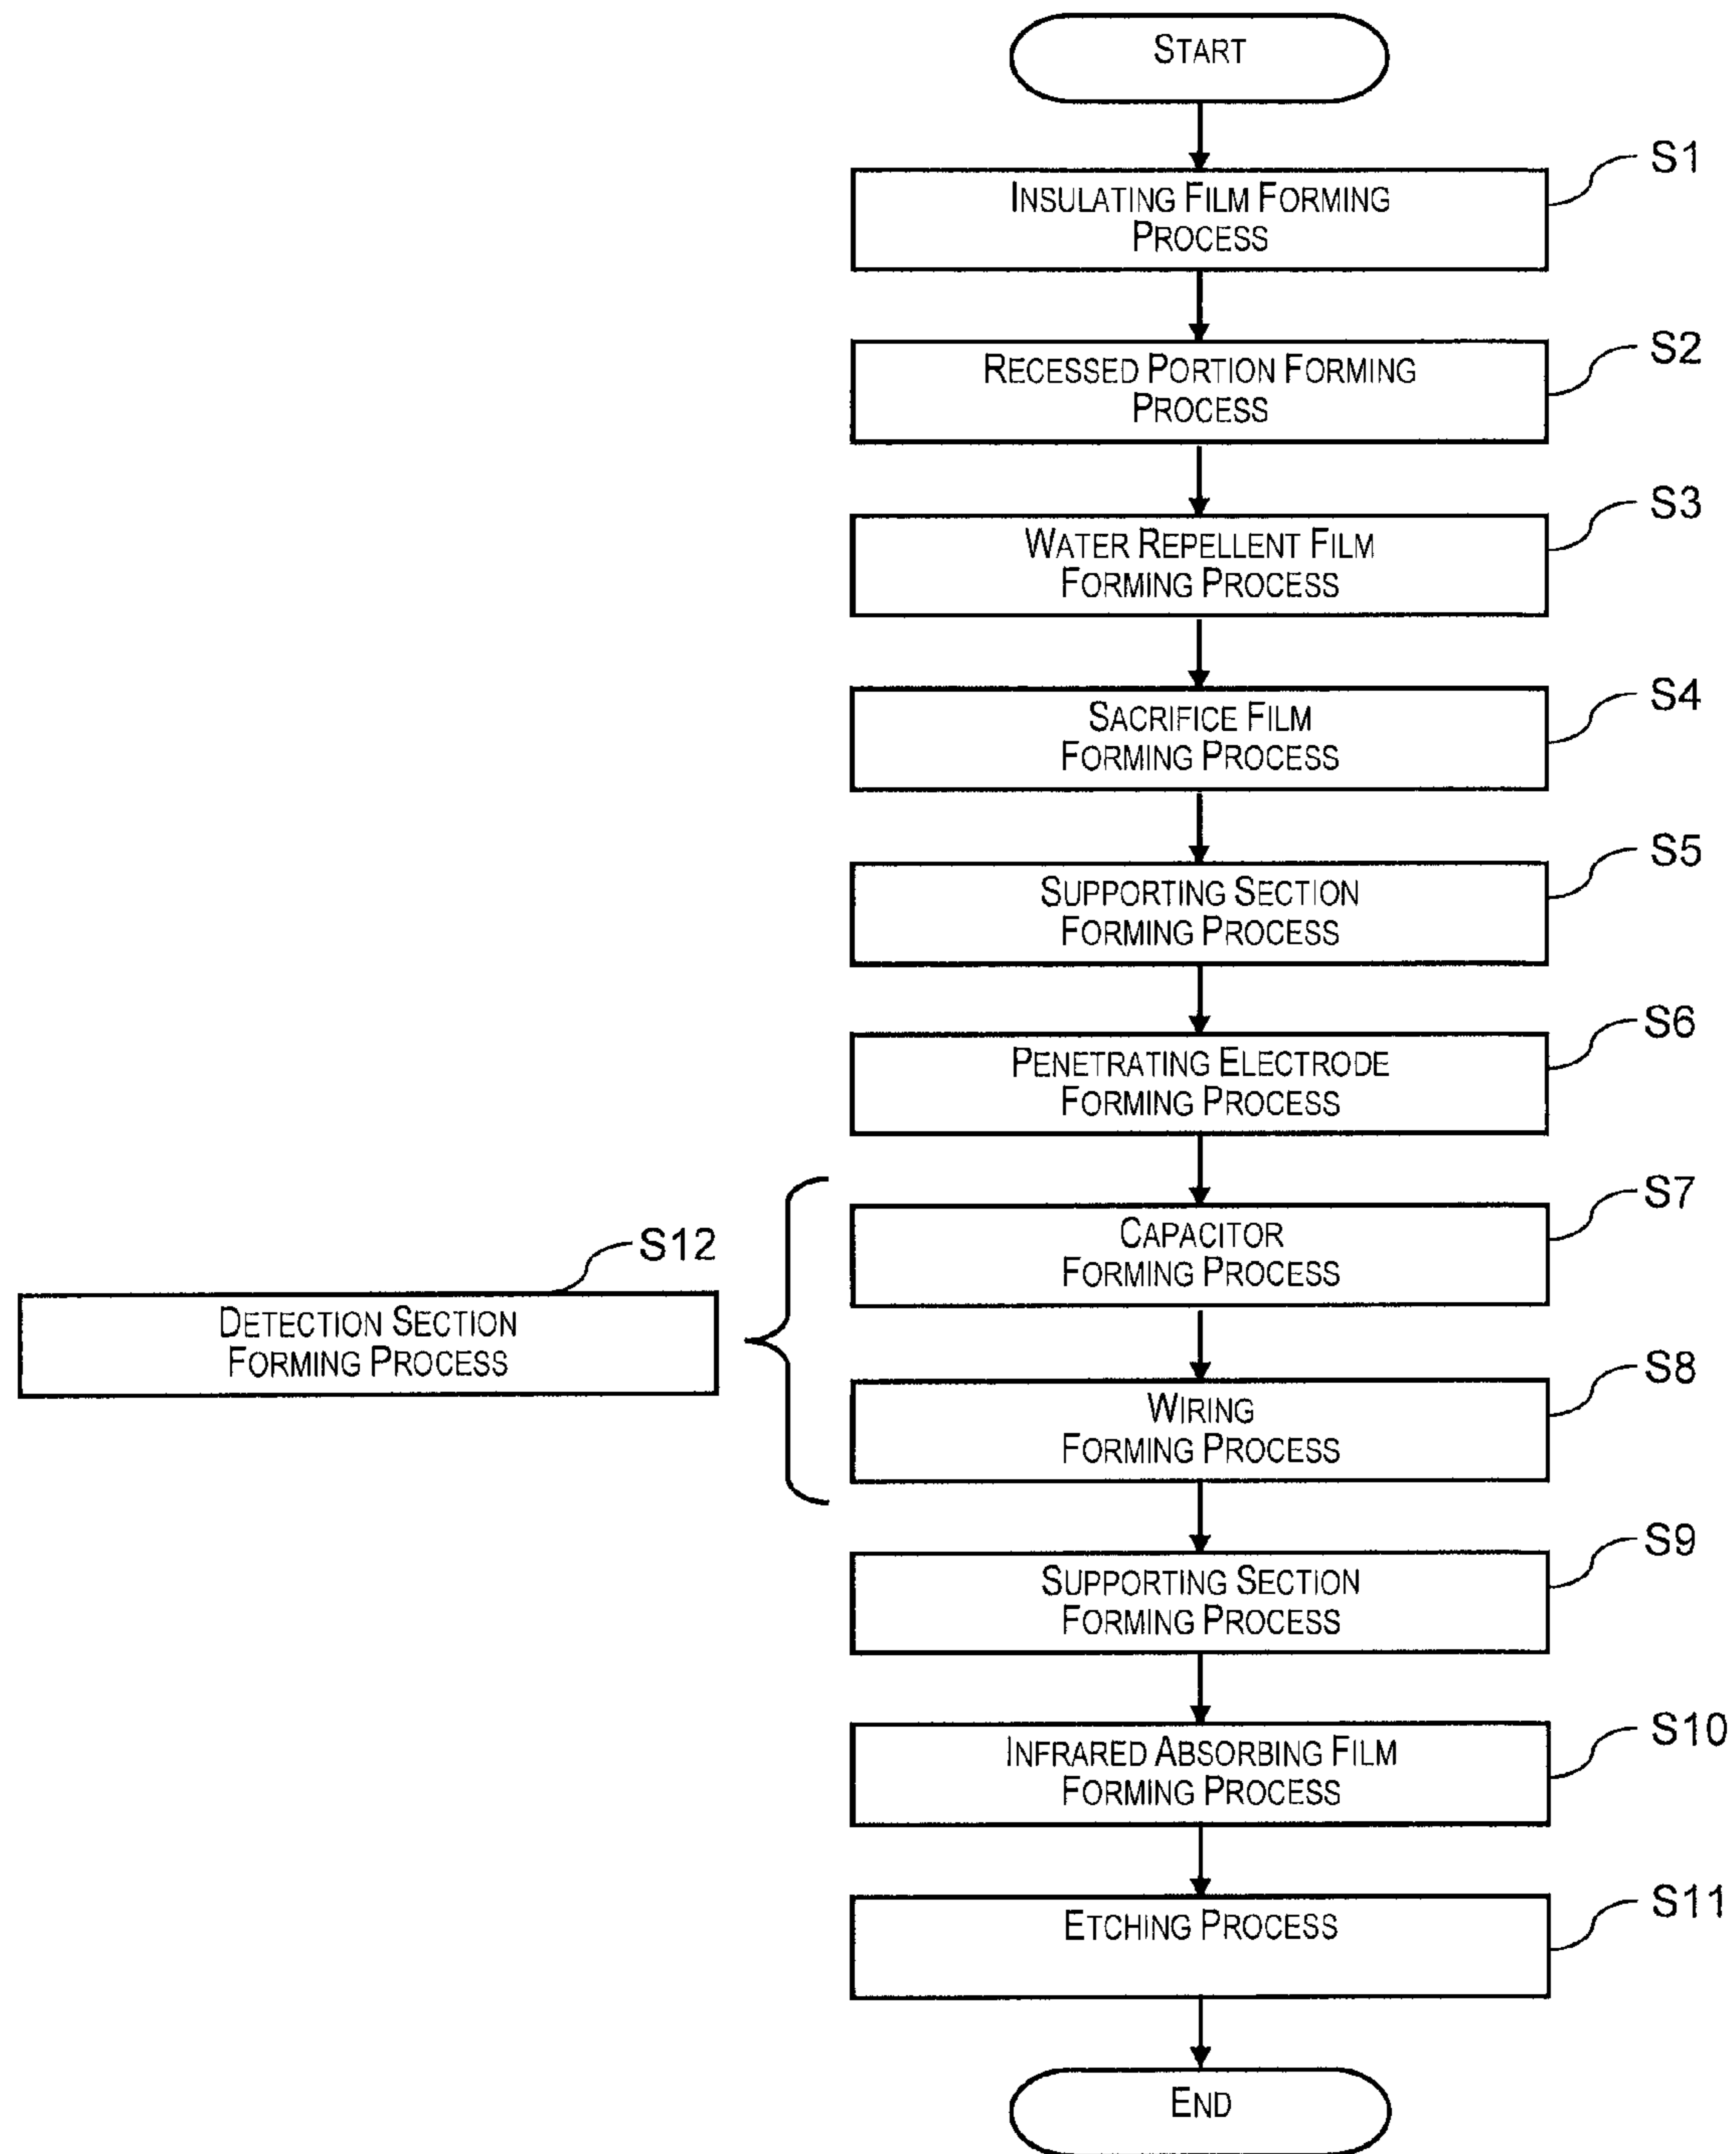 START
S1
INSULATING FILM FORMING
PROCESS
S2
RECESSED PORTION FORMING
PROCESS
S3
WATER REPELLENT FILM
FORMING PROCESS
S4
SACRIFICE FILM
FORMING PROCESS
S5
SUPPORTING SECTION
FORMING PROCESS
S6
PENETRATING ELECTRODE
FORMING PROCESS
S7
CAPACITOR
FORMING PROCESS
S12
DETECTION SECTION
FORMING PROCESS
S8
WIRING
FORMING PROCESS
S9
SUPPORTING SECTION
FORMING PROCESS
S10
INFRARED ABSORBING FILM
FORMING PROCESS
S11
ETCHING PROCESS
END